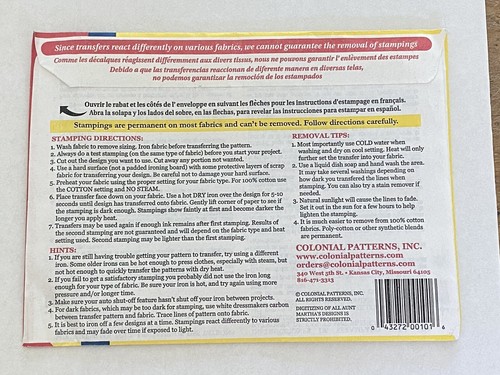 Since transfers react differently on various fabrics, we cannot guarantee the removal of stampings
Comme les décalques réagissent différemment aux divers tissus, nous ne pouvons garantir l' enlèvement des estampes
Debido a que las transferencias reaccionan de diferente manera en diversas telas,
no podemos garantizar la remoción de los estampados
Ouvrir le rabat et les côtés de l' enveloppe en suivant les flèches pour les instructions d'estampage en français.
Abra la solapa y los lados del sobre, en las flechas, para revelar las instrucciones para estampar en español.
Stampings are permanent on most fabrics and can't be removed. Follow directions carefully.
STAMPING DIRECTIONS:
1. Wash fabric to remove sizing. Iron fabric before transferring the pattern.
2. Always do a test stamping (on the same type of fabric) before you start your project.
3. Cut out the design you want to use. Cut away any portion not wanted.
4. Use a hard surface (not a padded ironing board) with some protective layers of scrap
fabric for transferring your design. Be careful not to damage your hard surface.
5. Preheat your fabric using the proper setting for your fabric type. For 100% cotton use
the COTTON setting and NO STEAM.
6. Place transfer face down on your fabric. Use a hot DRY iron over the design for 5-10
seconds until design has transferred onto fabric. Gently lift corner of paper to see if
the stamping is dark enough. Stampings show faintly at first and become darker the
longer you apply heat.
7. Transfers may be used again if enough ink remains after first stamping. Results of
the second stamping are not guaranteed and will depend on the fabric type and heat
setting used. Second stamping may be lighter than the first stamping.
HINTS:
1. If you are still having trouble getting your pattern to transfer, try using a different
iron. Some older irons can be hot enough to press clothes, especially with steam, but
not hot enough to quickly transfer the patterns with dry heat.
2. If you fail to get a satisfactory stamping you probably did not use the iron long
enough for your type of fabric. Be sure your iron is hot, and try again using more
pressure and/or longer time.
3. Make sure your auto shut-off feature hasn't shut off your iron between projects.
4. For dark fabrics, which may be too dark for stamping, use white dressmakers carbon
between transfer pattern and fabric. Trace lines of pattern onto fabric.
5. It is best to iron off a few designs at a time. Stampings react differently to various
fabrics and may fade over time if exposed to light.
REMOVAL TIPS:
1. Most importantly use COLD water when
washing and dry on cool setting. Heat will only
further set the transfer into your fabric.
2. Use a liquid dish soap and hand wash the area.
It may take several washings depending on
how dark you transfered the lines when
stamping. You can also try a stain remover if
needed.
3. Natural sunlight will cause the lines to fade.
Set it out in the sun for a few hours to help
lighten the stamping.
4. It is much easier to remove from 100% cotton
fabrics. Poly-cotton or other synthetic blends
are permanent.
COLONIAL PATTERNS, INC.
www.colonialpatterns.com
orders@colonialpatterns.com
340 West 5th St. • Kansas City, Missouri 64105
816-471-3313
© COLONIAL PATTERNS, INC.
ALL RIGHTS RESERVED.
DIGITIZING OF ALL AUNT
MARTHA'S DESIGNS IS
STRICTLY PROHIBITED.
0 43272 00101 6